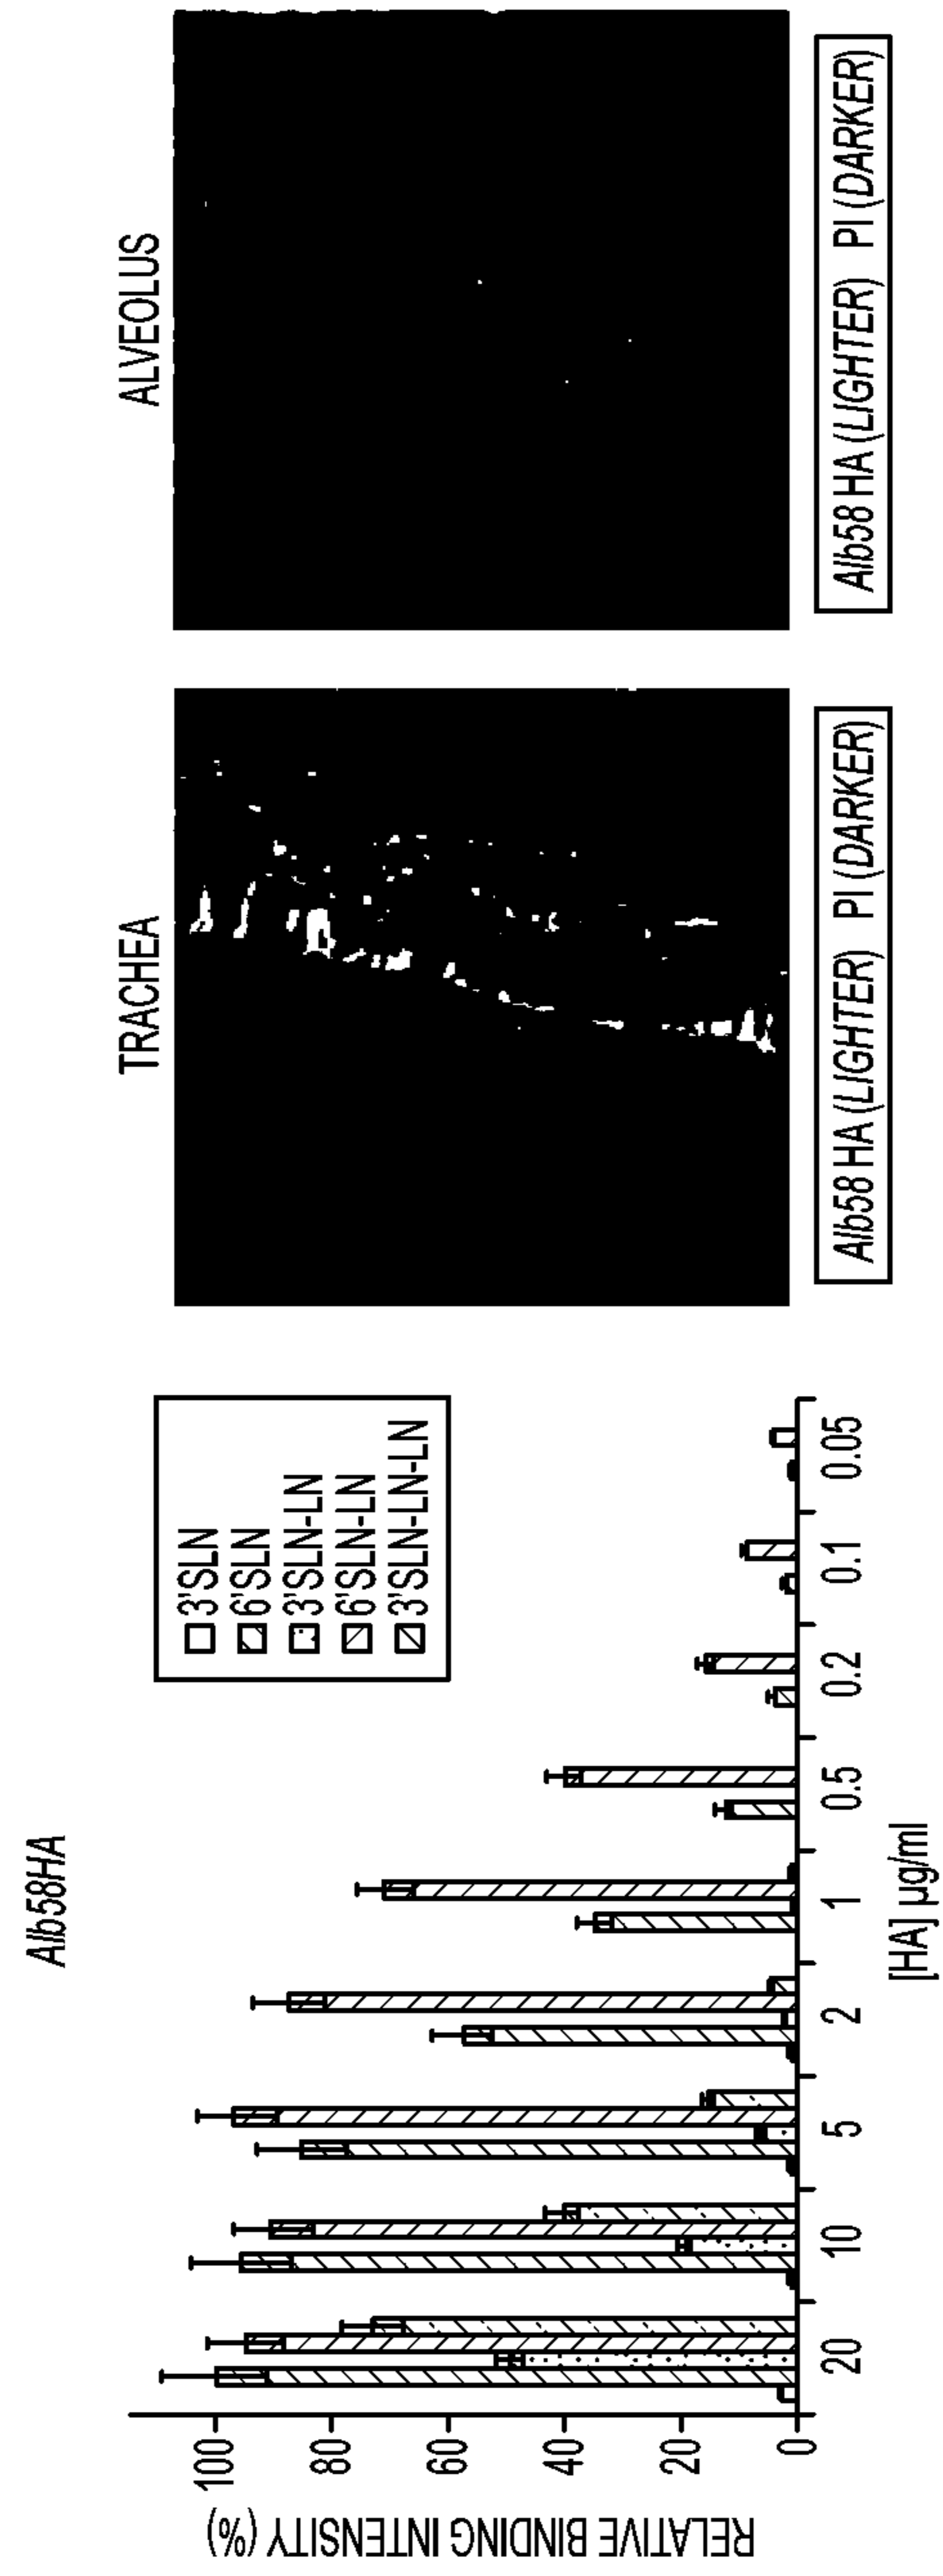 Alb58HA
RELATIVE BINDING INTENSITY (%)
100
80
60
40
20
0
20
10
5
2
1
0.5
0.2
0.1
0.05
[HA] µg/ml
3'SLN
6'SLN
3'SLN-LN
6'SLN-LN
3'SLN-LN-LN
TRACHEA
Alb58 HA (LIGHTER) PI (DARKER)
ALVEOLUS
Alb58 HA (LIGHTER) PI (DARKER)